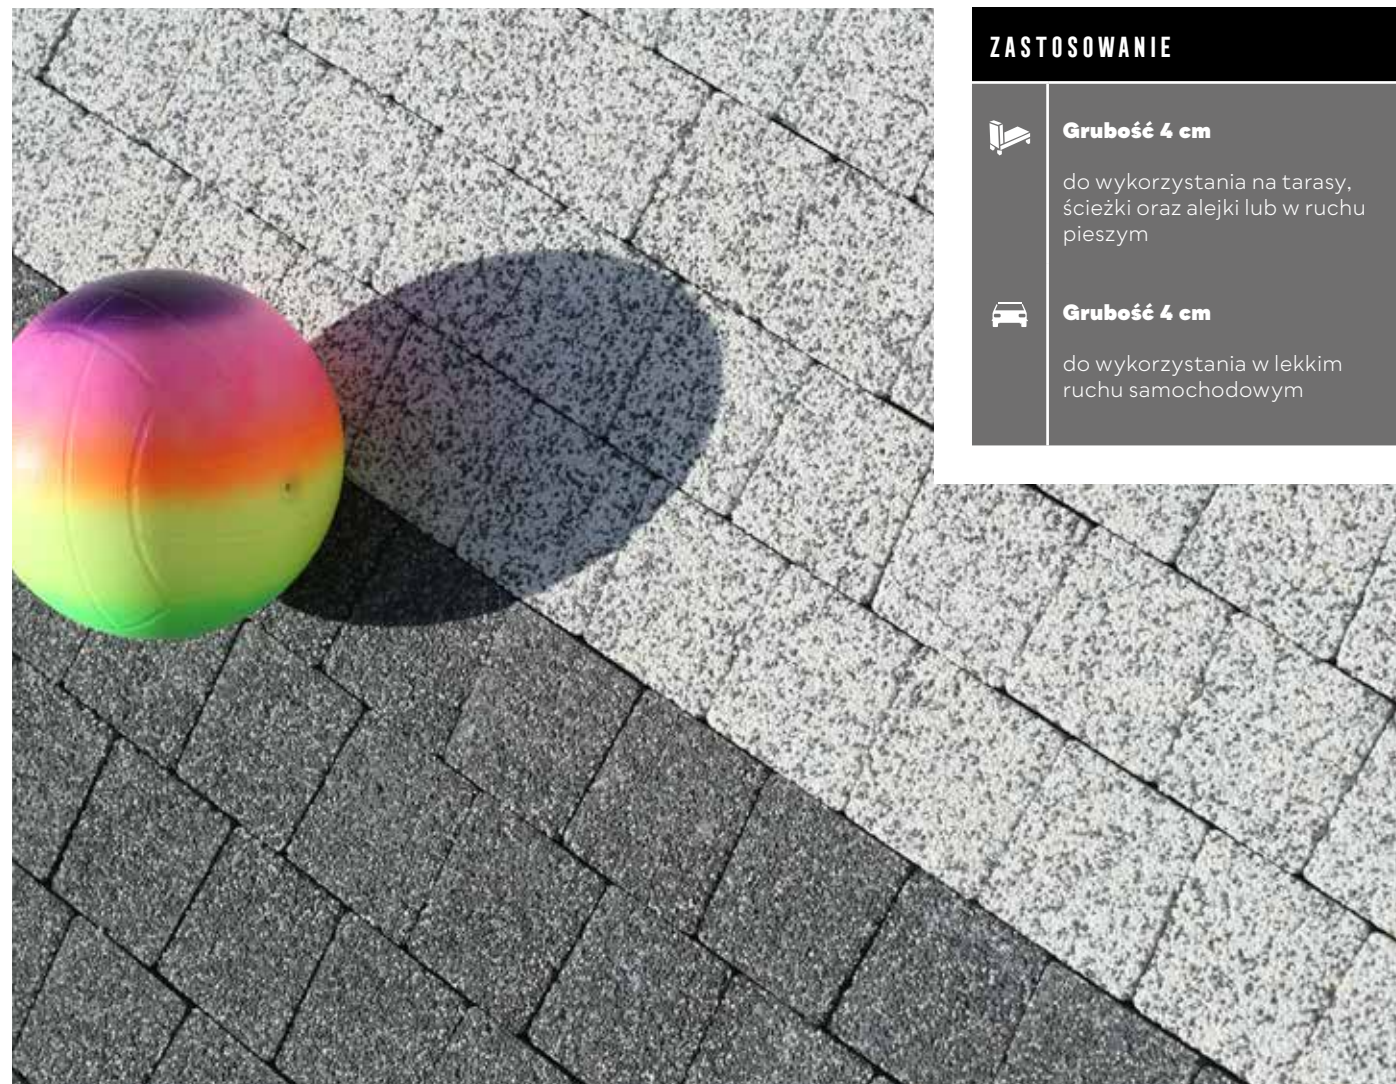 ZASTOSOWANIE
Grubość 4 cm
do wykorzystania na tarasy,
ścieżki oraz alejki lub w ruchu
pieszym
Grubość 4 cm
do wykorzystania w lekkim
ruchu samochodowym